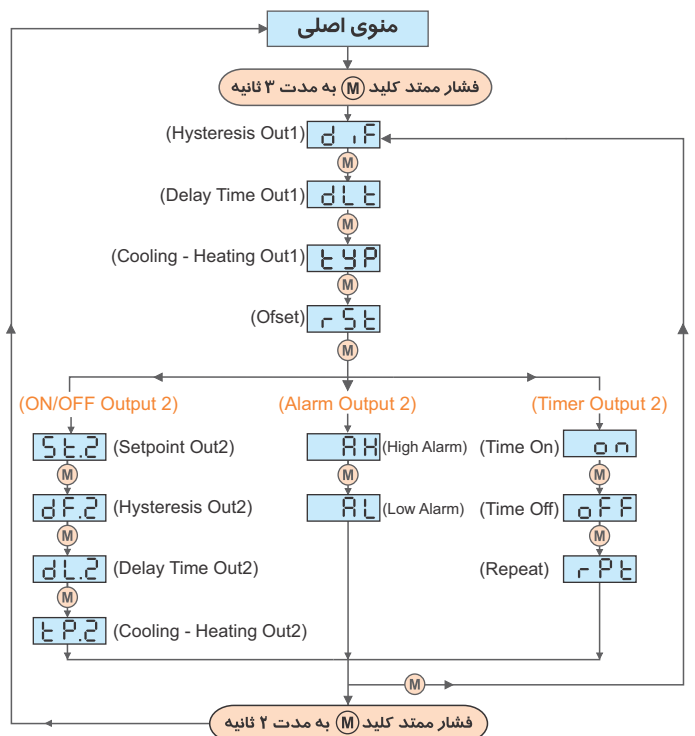 منوی اصلی
فشار ممتد کلید M به مدت ۳ ثانیه
(Hysteresis Out1) diF
M
(Delay Time Out1) dLt
M
(Cooling - Heating Out1) tyP
M
(Ofset) rSt
M
(ON/OFF Output 2) (Alarm Output 2) (Timer Output 2)
St.2 (Setpoint Out2) AH (High Alarm) (Time On) on
M M M
dF.2 (Hysteresis Out2) AL (Low Alarm) (Time Off) oFF
M M
dL.2 (Delay Time Out2) (Repeat) rPt
M
tP.2 (Cooling - Heating Out2)
M
فشار ممتد کلید M به مدت ۲ ثانیه